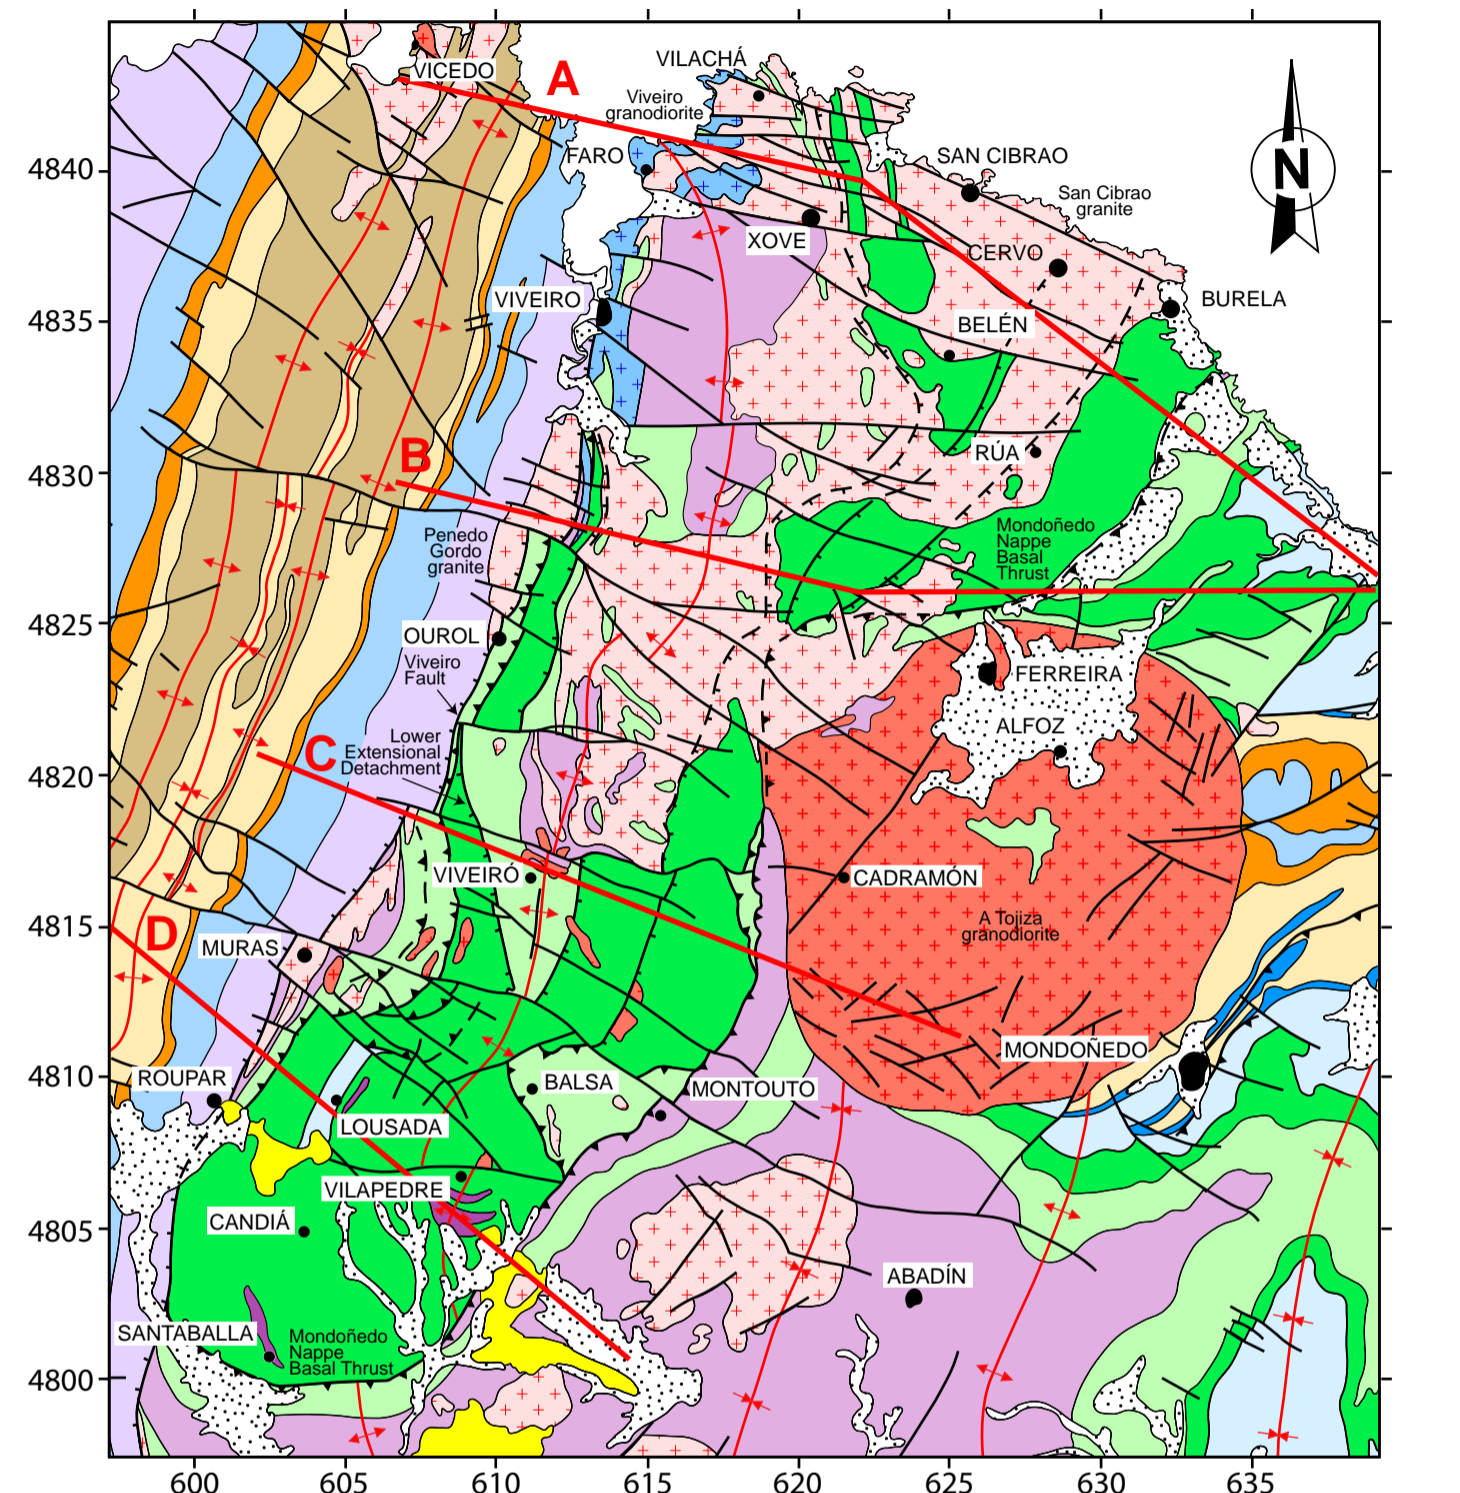 VICEDO
A
VILACHÁ
Viveiro
granodiorite
N
4840
FARO
SAN CIBRAO
San Cibrao
granite
XOVE
CERVO
4835
VIVEIRO
BELÉN
BURELA
4830
B
RÚA
Penedo
Gordo
granite
Mondoñedo
Nappe
Basal
Thrust
4825
OUROL
Viveiro
Fault
FERREIRA
ALFOZ
4820
C
Lower
Extensional
Detachment
VIVEIRÓ
CADRAMÓN
4815
D
MURAS
A Tojiza
granodiorite
MONDOÑEDO
4810
ROUPAR
BALSA
MONTOUTO
LOUSADA
VILAPEDRE
4805
CANDIÁ
ABADÍN
SANTABALLA
Mondoñedo
Nappe
Basal Thrust
4800
600
605
610
615
620
625
630
635